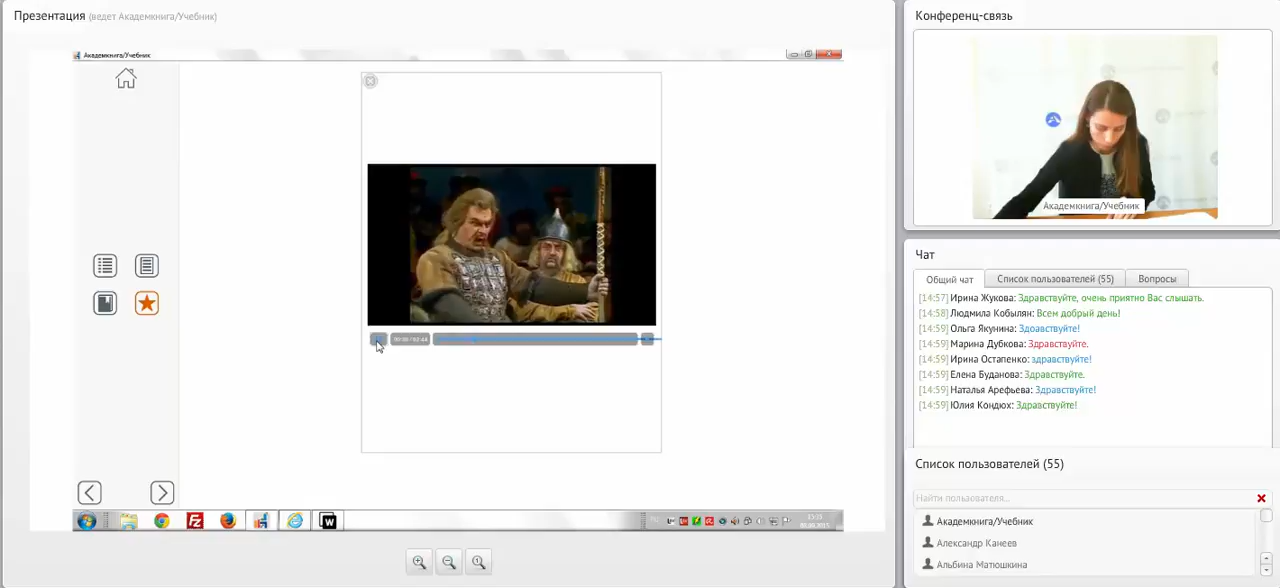 Презентация (ведет Академкнига/Учебник)
Академкнига/Учебник
Конференц-связь
Академкнига/Учебник
Чат
Общий чат
Список пользователей (55)
Вопросы
[14:57] Ирина Жукова: Здравствуйте, очень приятно Вас слышать.
[14:58] Людмила Кобылян: Всем добрый день!
[14:59] Ольга Якунина: Здоавствуйте!
[14:59] Марина Дубкова: Здравствуйте.
[14:59] Ирина Остапенко: здравствуйте!
[14:59] Елена Буданова: Здравствуйте.
[14:59] Наталья Арефьева: Здравствуйте!
[14:59] Юлия Кондюх: Здравствуйте!
Список пользователей (55)
Найти пользователя...
Академкнига/Учебник
Александр Канеев
Альбина Матюшкина